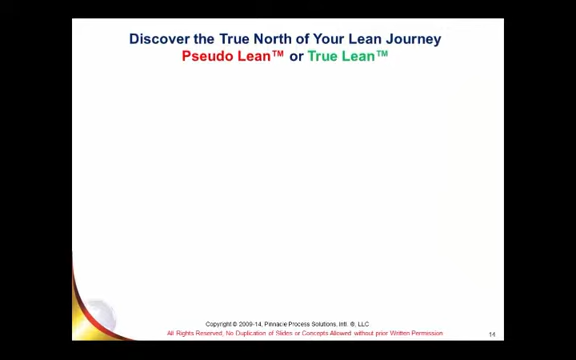 Discover the True North of Your Lean Journey
Pseudo Lean™ or True Lean™
Copyright © 2009-14, Pinnacle Process Solutions, Intl. ®, LLC
All Rights Reserved, No Duplication of Slides or Concepts Allowed without prior Written Permission
14